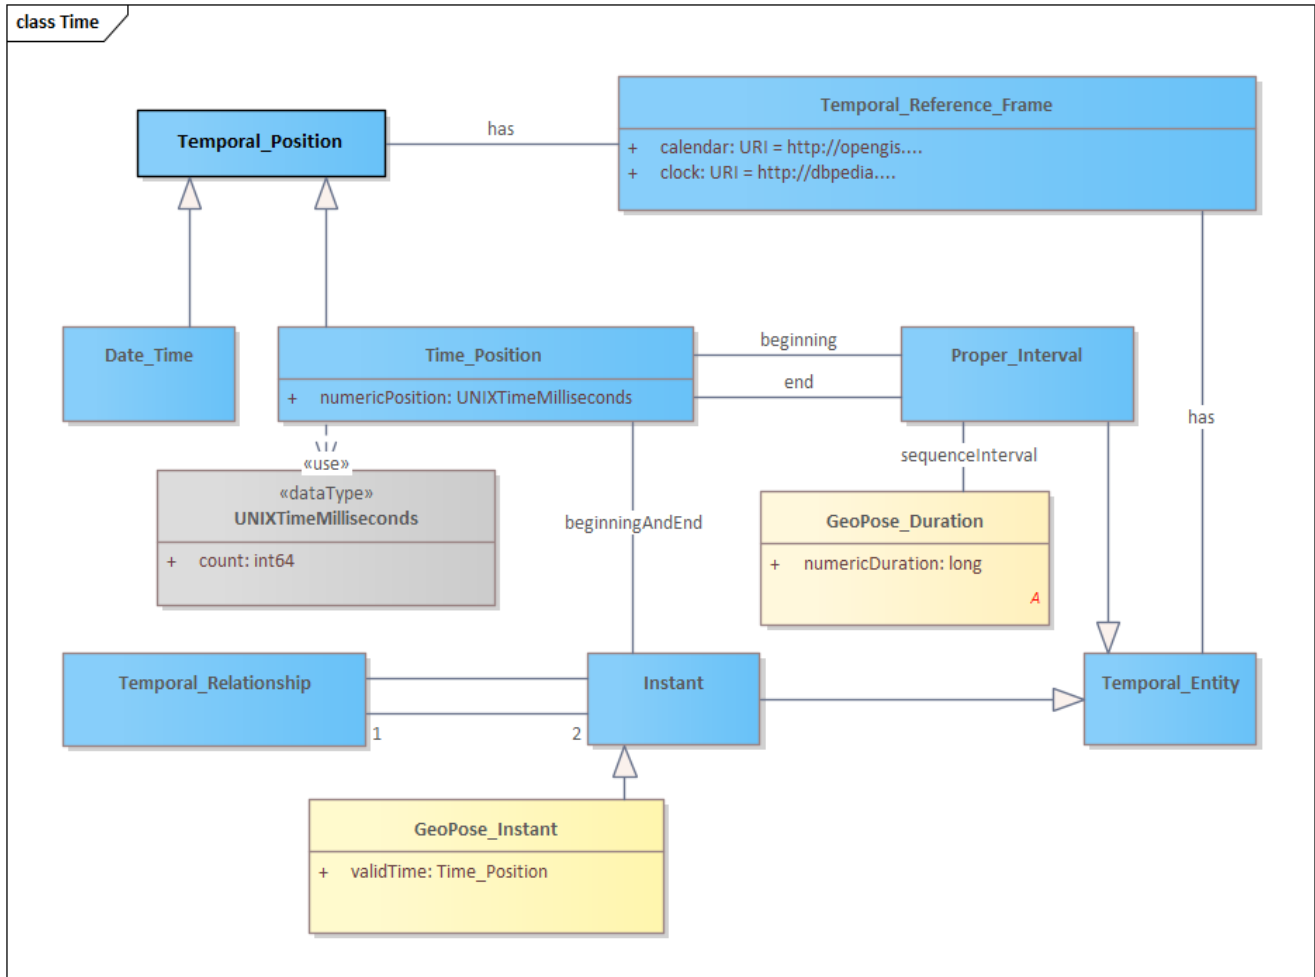 class Time
Temporal_Position
has
Temporal_Reference_Frame
+ calendar: URI = http://opengis....
+ clock: URI = http://dbpedia....
Date_Time
Time_Position
+ numericPosition: UNIXTimeMilliseconds
beginning
end
Proper_Interval
has
«use»
«dataType»
UNIXTimeMilliseconds
+ count: int64
beginningAndEnd
sequenceInterval
GeoPose_Duration
+ numericDuration: long
A
Temporal_Relationship
1
2
Instant
Temporal_Entity
GeoPose_Instant
+ validTime: Time_Position